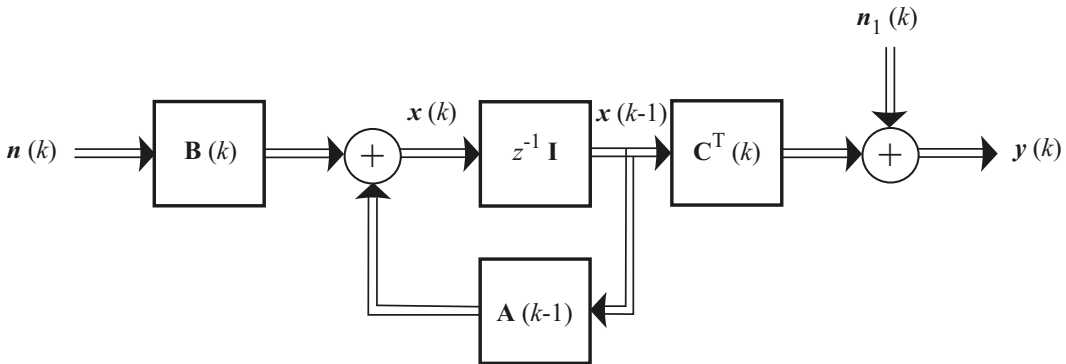 n₁ (k)
x (k)
x (k-1)
n (k)
B (k)
+
z⁻¹ I
Cᵀ (k)
+
y (k)
A (k-1)